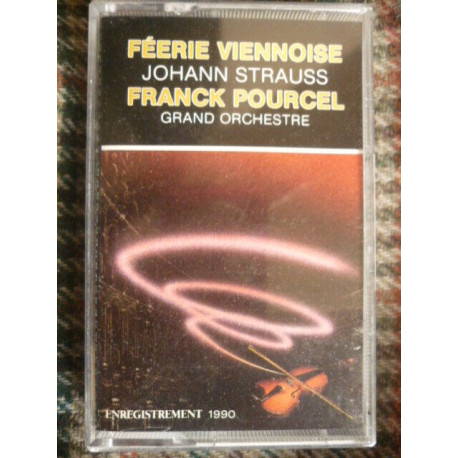 FÉERIE VIENNOISE
JOHANN STRAUSS
FRANCK POURCEL
GRAND ORCHESTRE
ENREGISTREMENT 1990